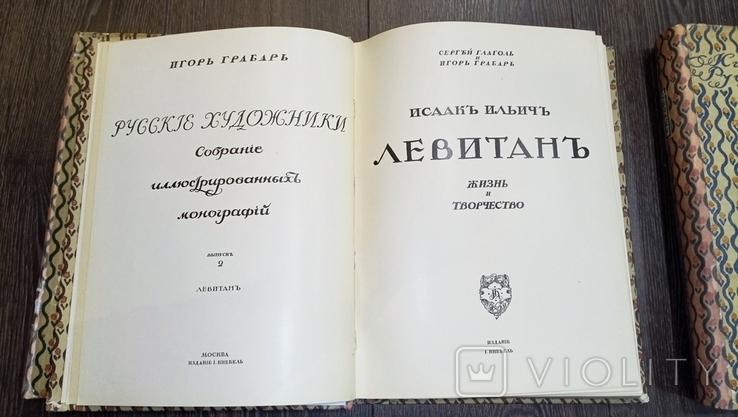 ИГОРЬ ГРАБАРЬ
РУССКІЕ ХУДОЖНИКИ
Собраніе
иллюстрированныхъ
монографій
ВЫПУСКЪ
2
ЛЕВИТАНЪ
МОСКВА
ИЗДАНІЕ І. КНЕБЕЛЬ
СЕРГѢЙ ГЛАГОЛЬ
И
ИГОРЬ ГРАБАРЬ
ИСААКЪ ИЛЬИЧЪ
ЛЕВИТАНЪ
ЖИЗНЬ
И
ТВОРЧЕСТВО
ИЗДАНІЕ
І. КНЕБЕЛЬ
VIOLITY